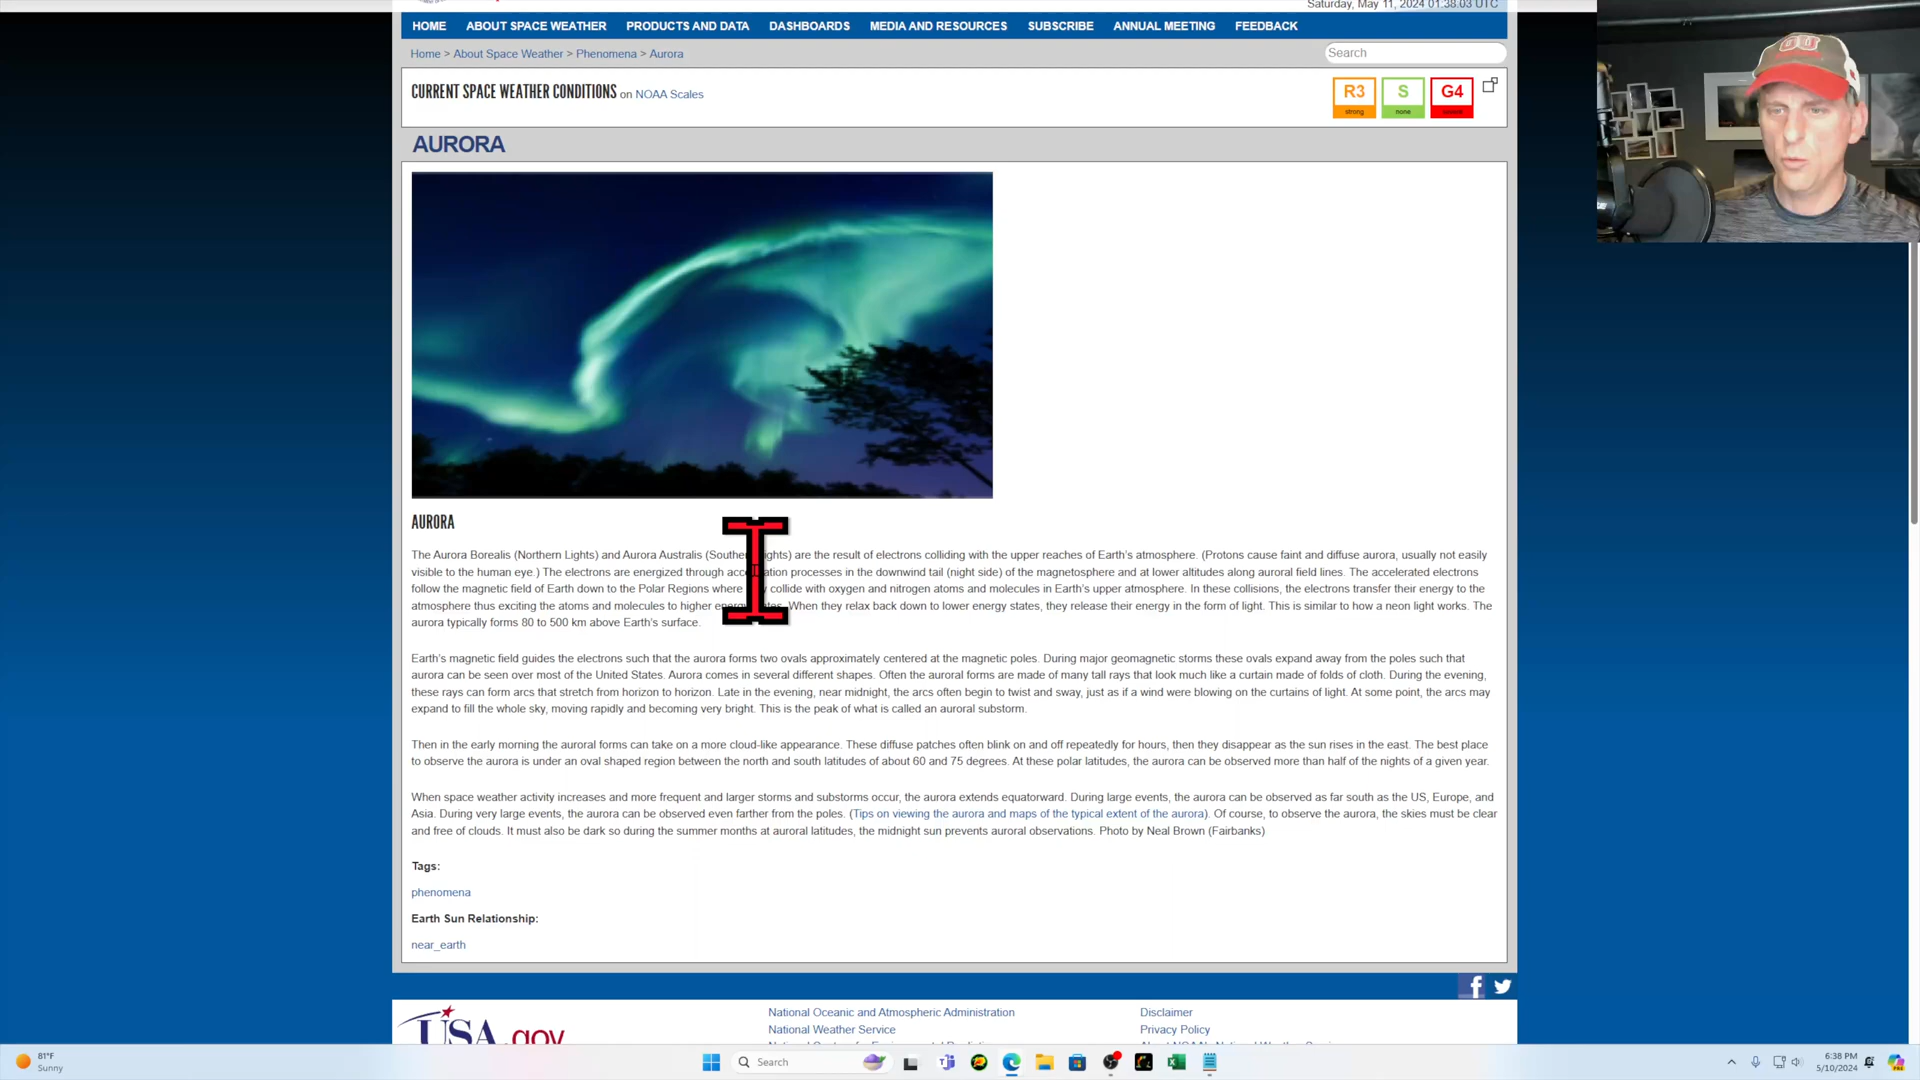 Saturday, May 11, 2024 01:38:03 UTC
HOME ABOUT SPACE WEATHER PRODUCTS AND DATA DASHBOARDS MEDIA AND RESOURCES SUBSCRIBE ANNUAL MEETING FEEDBACK
Home > About Space Weather > Phenomena > Aurora
Search
CURRENT SPACE WEATHER CONDITIONS on NOAA Scales
R3 S G4
strong none
AURORA
AURORA
The Aurora Borealis (Northern Lights) and Aurora Australis (Southe ights) are the result of electrons colliding with the upper reaches of Earth's atmosphere. (Protons cause faint and diffuse aurora, usually not easily
visible to the human eye.) The electrons are energized through acc ation processes in the downwind tail (night side) of the magnetosphere and at lower altitudes along auroral field lines. The accelerated electrons
follow the magnetic field of Earth down to the Polar Regions where collide with oxygen and nitrogen atoms and molecules in Earth's upper atmosphere. In these collisions, the electrons transfer their energy to the
atmosphere thus exciting the atoms and molecules to higher When they relax back down to lower energy states, they release their energy in the form of light. This is similar to how a neon light works. The
aurora typically forms 80 to 500 km above Earth's surface.
Earth's magnetic field guides the electrons such that the aurora forms two ovals approximately centered at the magnetic poles. During major geomagnetic storms these ovals expand away from the poles such that
aurora can be seen over most of the United States. Aurora comes in several different shapes. Often the auroral forms are made of many tall rays that look much like a curtain made of folds of cloth. During the evening,
these rays can form arcs that stretch from horizon to horizon. Late in the evening, near midnight, the arcs often begin to twist and sway, just as if a wind were blowing on the curtains of light. At some point, the arcs may
expand to fill the whole sky, moving rapidly and becoming very bright. This is the peak of what is called an auroral substorm.
Then in the early morning the auroral forms can take on a more cloud-like appearance. These diffuse patches often blink on and off repeatedly for hours, then they disappear as the sun rises in the east. The best place
to observe the aurora is under an oval shaped region between the north and south latitudes of about 60 and 75 degrees. At these polar latitudes, the aurora can be observed more than half of the nights of a given year.
When space weather activity increases and more frequent and larger storms and substorms occur, the aurora extends equatorward. During large events, the aurora can be observed as far south as the US, Europe, and
Asia. During very large events, the aurora can be observed even farther from the poles. (Tips on viewing the aurora and maps of the typical extent of the aurora). Of course, to observe the aurora, the skies must be clear
and free of clouds. It must also be dark so during the summer months at auroral latitudes, the midnight sun prevents auroral observations. Photo by Neal Brown (Fairbanks)
Tags:
phenomena
Earth Sun Relationship:
near_earth
USA.gov
National Oceanic and Atmospheric Administration
National Weather Service
Disclaimer
Privacy Policy
81°F
Sunny
Search
6:38 PM
5/10/2024